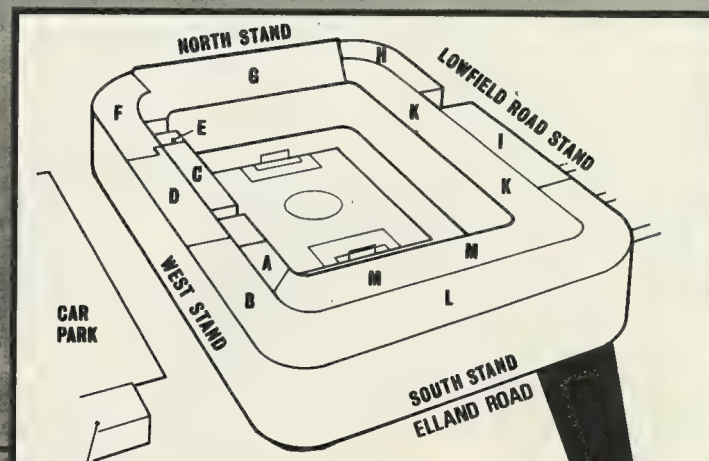 NORTH STAND
H
G
LOWFIELD ROAD STAND
F
K
E
I
C
D
K
A
M
WEST STAND
B
M
L
CAR
PARK
SOUTH STAND
ELLAND ROAD